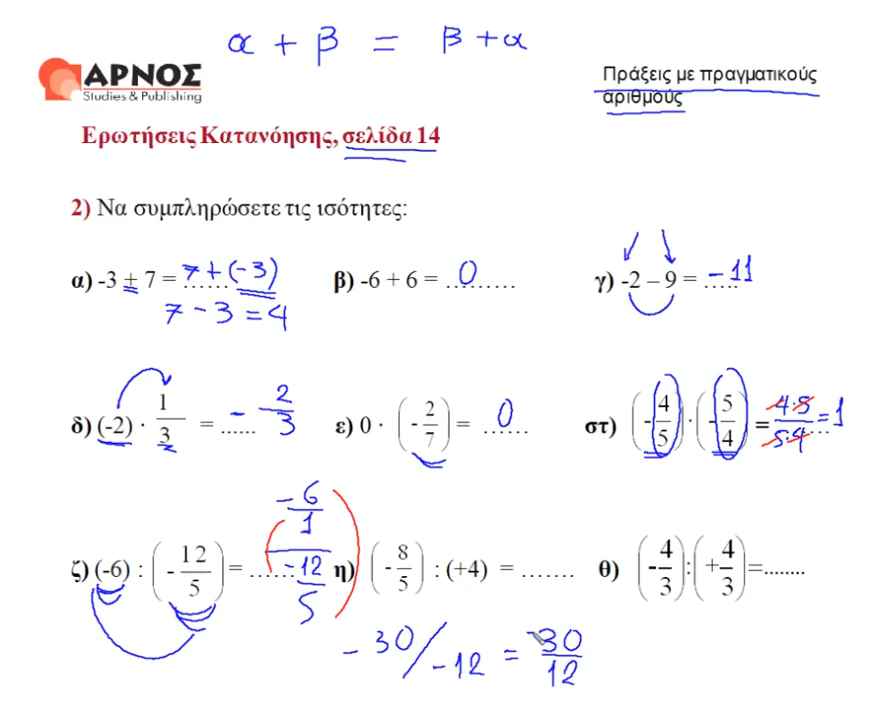 α + β = β + α
ΑΡΝΟΣ
Studies & Publishing
Πράξεις με πραγματικούς
αριθμούς
Ερωτήσεις Κατανόησης, σελίδα 14
2) Να συμπληρώσετε τις ισότητες:
α) -3 + 7 = ...... 7 + (-3) β) -6 + 6 = ......... 0 γ) -2 – 9 = ..... -11
7 - 3 = 4
δ) (-2) · 1/3 = ...... - 2/3 ε) 0 · (- 2/7) = ...... 0 στ) (- 4/5) · (- 5/4) = 4·5/5·4 = 1
ζ) (-6) : (- 12/5) = ...... -6/1 / -12/5 η) (- 8/5) : (+4) = ....... θ) (- 4/3) : (+ 4/3) =........
-30/-12 = -30/12